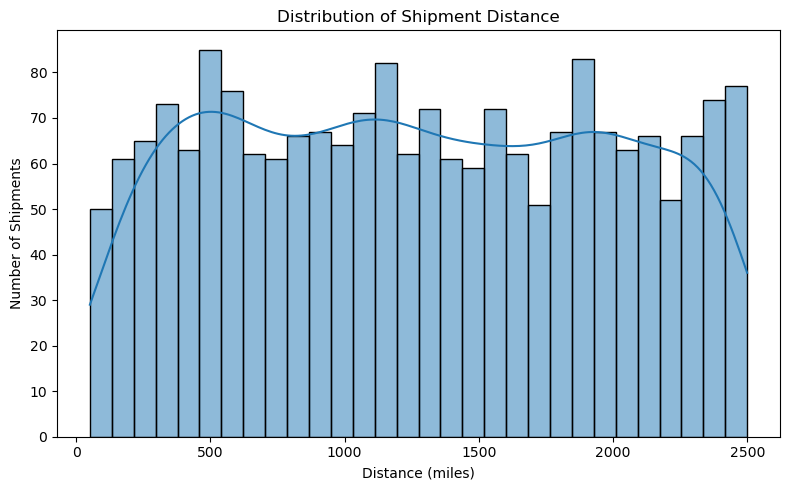 Distribution of Shipment Distance
Number of Shipments
80
70
60
50
40
30
20
10
0
0 500 1000 1500 2000 2500
Distance (miles)